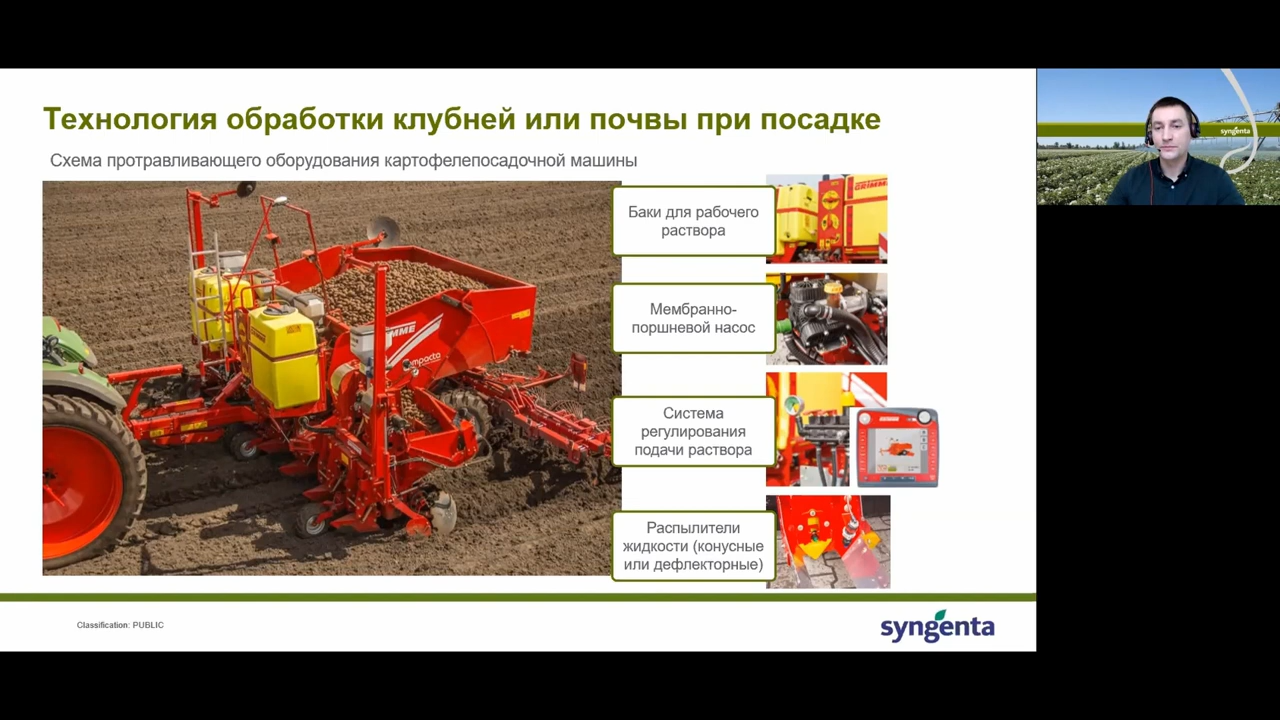 Технология обработки клубней или почвы при посадке
Схема протравливающего оборудования картофелепосадочной машины
Баки для рабочего
раствора
GRIMME
Мембранно-
поршневой насос
Система
регулирования
подачи раствора
Распылители
жидкости (конусные
или дефлекторные)
Classification: PUBLIC
syngenta
syngenta